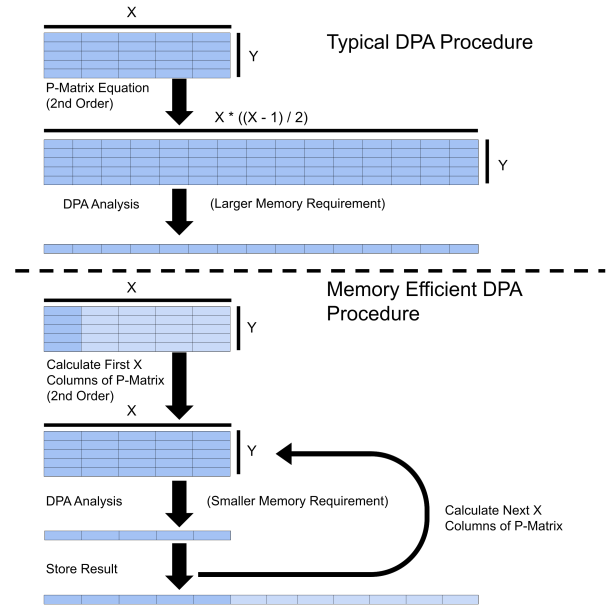 X
Typical DPA Procedure
Y
P-Matrix Equation
(2nd Order)
X * ((X - 1) / 2)
Y
DPA Analysis
(Larger Memory Requirement)
X
Memory Efficient DPA
Procedure
Y
Calculate First X
Columns of P-Matrix
(2nd Order)
X
Y
DPA Analysis
(Smaller Memory Requirement)
Calculate Next X
Columns of P-Matrix
Store Result